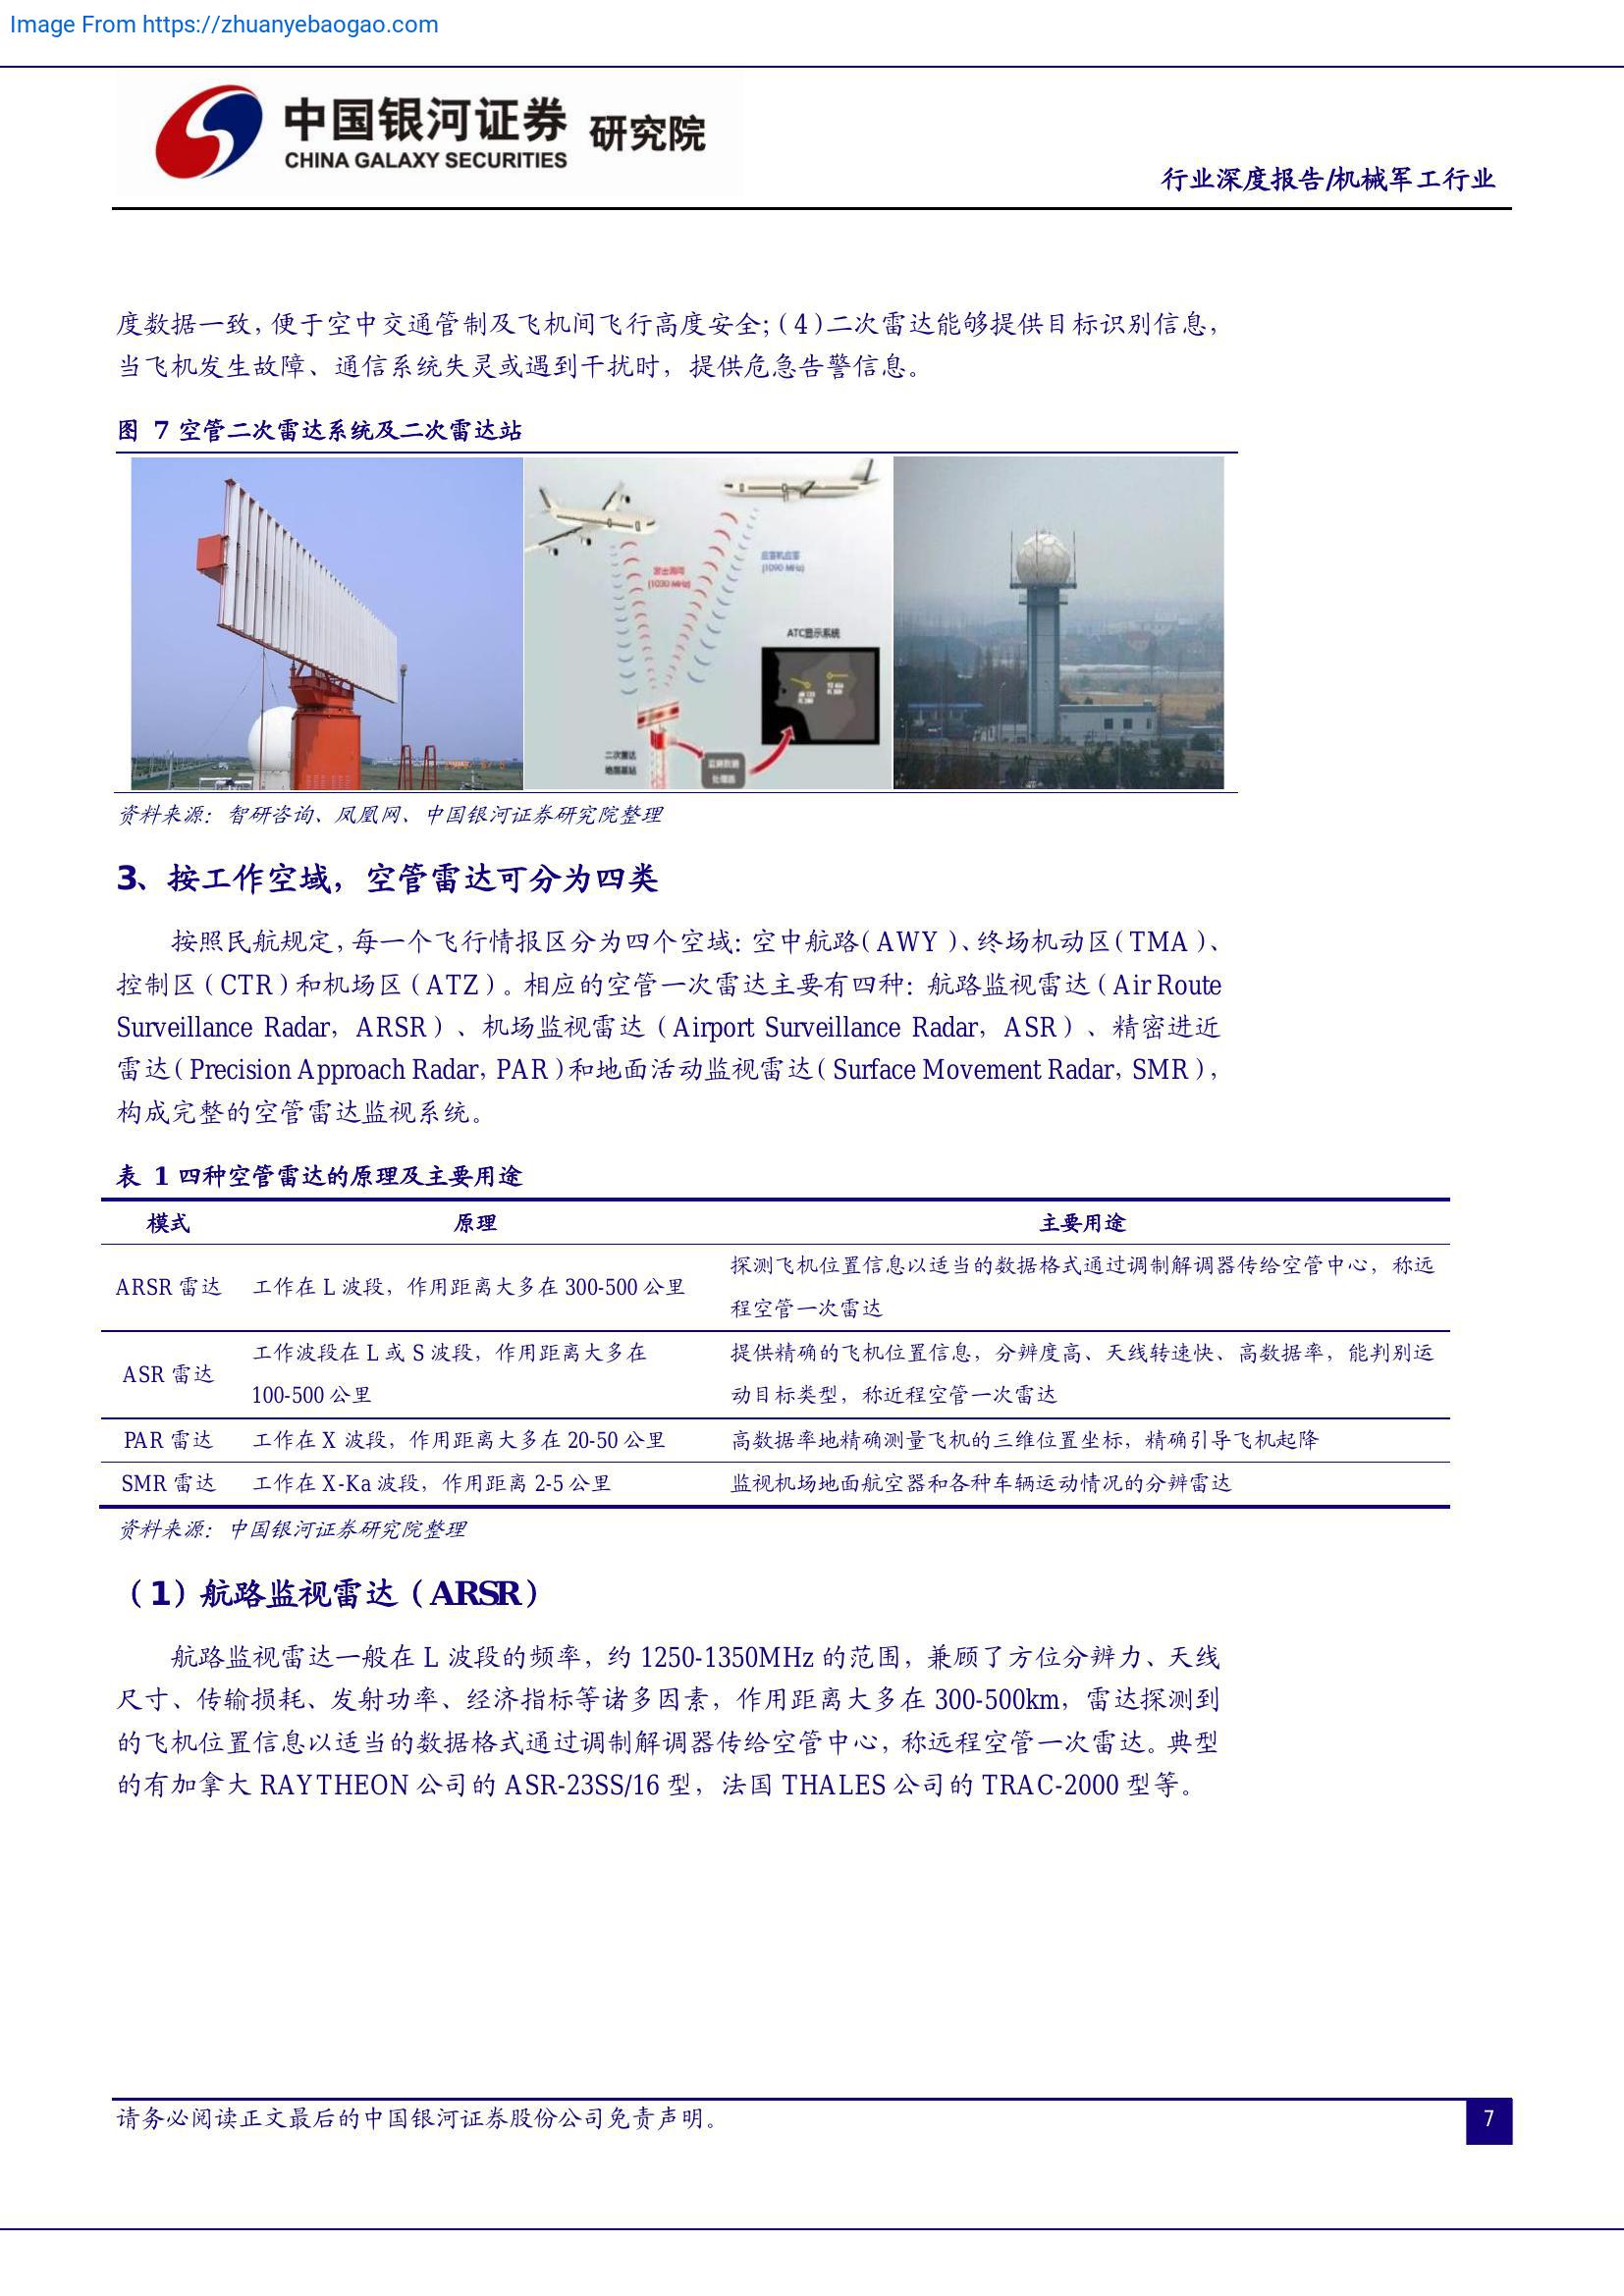 Image From https://zhuanyebaogao.com
中国银河证券 研究院
CHINA GALAXY SECURITIES
行业深度报告/机械军工行业
度数据一致，便于空中交通管制及飞机间飞行高度安全；（4）二次雷达能够提供目标识别信息，
当飞机发生故障、通信系统失灵或遇到干扰时，提供危急告警信息。
图 7 空管二次雷达系统及二次雷达站
应答机应答
(1090 MHz)
(1030 MHz)
ATC显示系统
二次雷达
地面基站
监视数据
处理器
资料来源：智研咨询、凤凰网、中国银河证券研究院整理
3、按工作空域，空管雷达可分为四类
按照民航规定，每一个飞行情报区分为四个空域：空中航路（AWY）、终场机动区（TMA）、
控制区（CTR）和机场区（ATZ）。相应的空管一次雷达主要有四种：航路监视雷达（Air Route
Surveillance Radar，ARSR）、机场监视雷达（Airport Surveillance Radar，ASR）、精密进近
雷达（Precision Approach Radar，PAR）和地面活动监视雷达（Surface Movement Radar，SMR），
构成完整的空管雷达监视系统。
表 1 四种空管雷达的原理及主要用途
模式 原理 主要用途
ARSR 雷达 工作在 L 波段，作用距离大多在 300-500 公里 探测飞机位置信息以适当的数据格式通过调制解调器传给空管中心，称远
程空管一次雷达
ASR 雷达 工作波段在 L 或 S 波段，作用距离大多在
100-500 公里
提供精确的飞机位置信息，分辨度高、天线转速快、高数据率，能判别运
动目标类型，称近程空管一次雷达
PAR 雷达 工作在 X 波段，作用距离大多在 20-50 公里 高数据率地精确测量飞机的三维位置坐标，精确引导飞机起降
SMR 雷达 工作在 X-Ka 波段，作用距离 2-5 公里 监视机场地面航空器和各种车辆运动情况的分辨雷达
资料来源：中国银河证券研究院整理
（1）航路监视雷达（ARSR）
航路监视雷达一般在 L 波段的频率，约 1250-1350MHz 的范围，兼顾了方位分辨力、天线
尺寸、传输损耗、发射功率、经济指标等诸多因素，作用距离大多在 300-500km，雷达探测到
的飞机位置信息以适当的数据格式通过调制解调器传给空管中心，称远程空管一次雷达。典型
的有加拿大 RAYTHEON 公司的 ASR-23SS/16 型，法国 THALES 公司的 TRAC-2000 型等。
请务必阅读正文最后的中国银河证券股份公司免责声明。
7